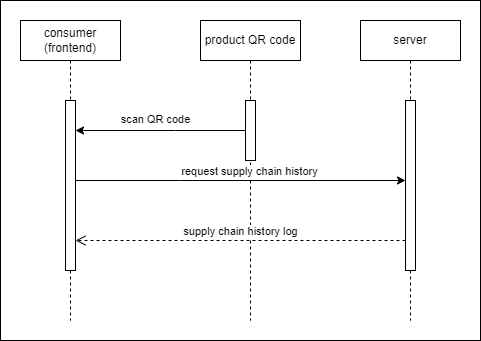 consumer
(frontend)
product QR code
server
scan QR code
request supply chain history
supply chain history log